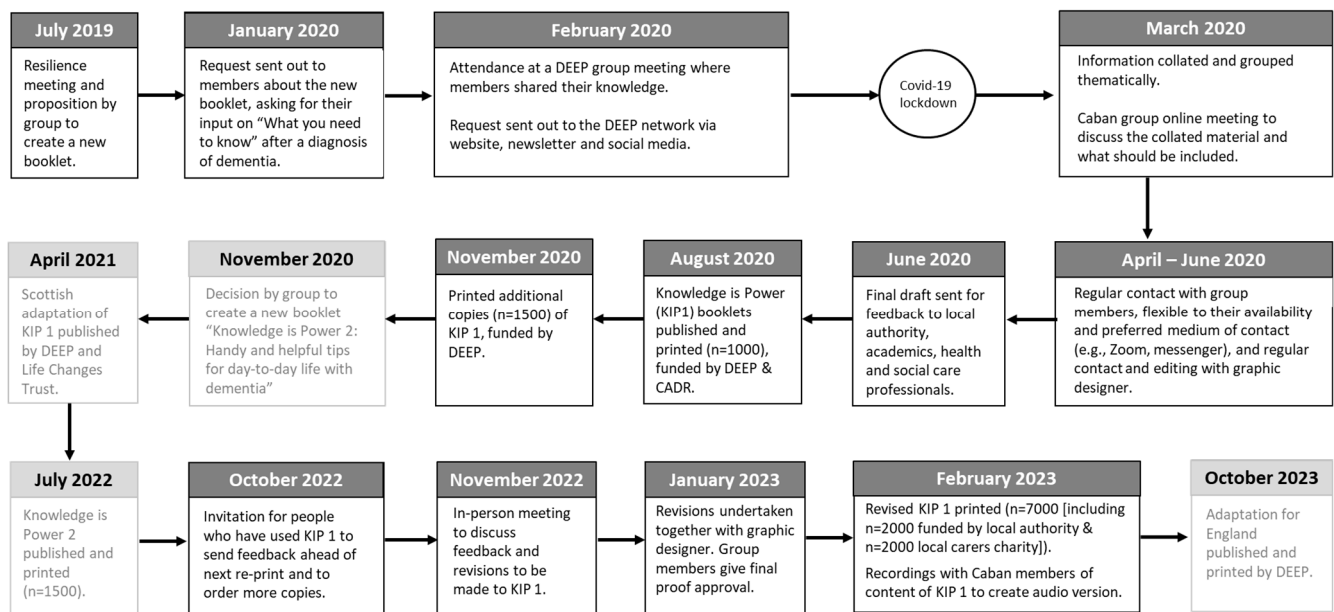 July 2019
Resilience
meeting and
proposition by
group to
create a new
booklet.
January 2020
Request sent out to
members about the new
booklet, asking for their
input on “What you need
to know” after a diagnosis
of dementia.
February 2020
Attendance at a DEEP group meeting where
members shared their knowledge.
Request sent out to the DEEP network via
website, newsletter and social media.
Covid-19
lockdown
March 2020
Information collated and grouped
thematically.
Caban group online meeting to
discuss the collated material and
what should be included.
April – June 2020
Regular contact with group
members, flexible to their availability
and preferred medium of contact
(e.g., Zoom, messenger), and regular
contact and editing with graphic
designer.
June 2020
Final draft sent for
feedback to local
authority,
academics, health
and social care
professionals.
August 2020
Knowledge is Power
(KIP1) booklets
published and
printed (n=1000),
funded by DEEP &
CADR.
November 2020
Printed additional
copies (n=1500) of
KIP 1, funded by
DEEP.
November 2020
Decision by group to
create a new booklet
“Knowledge is Power 2:
Handy and helpful tips
for day-to-day life with
dementia”
April 2021
Scottish
adaptation of
KIP 1 published
by DEEP and
Life Changes
Trust.
July 2022
Knowledge is
Power 2
published and
printed
(n=1500).
October 2022
Invitation for people
who have used KIP 1 to
send feedback ahead of
next re-print and to
order more copies.
November 2022
In-person meeting
to discuss
feedback and
revisions to be
made to KIP 1.
January 2023
Revisions undertaken
together with graphic
designer. Group
members give final
proof approval.
February 2023
Revised KIP 1 printed (n=7000 [including
n=2000 funded by local authority &
n=2000 local carers charity]).
Recordings with Caban members of
content of KIP 1 to create audio version.
October 2023
Adaptation for
England
published and
printed by DEEP.